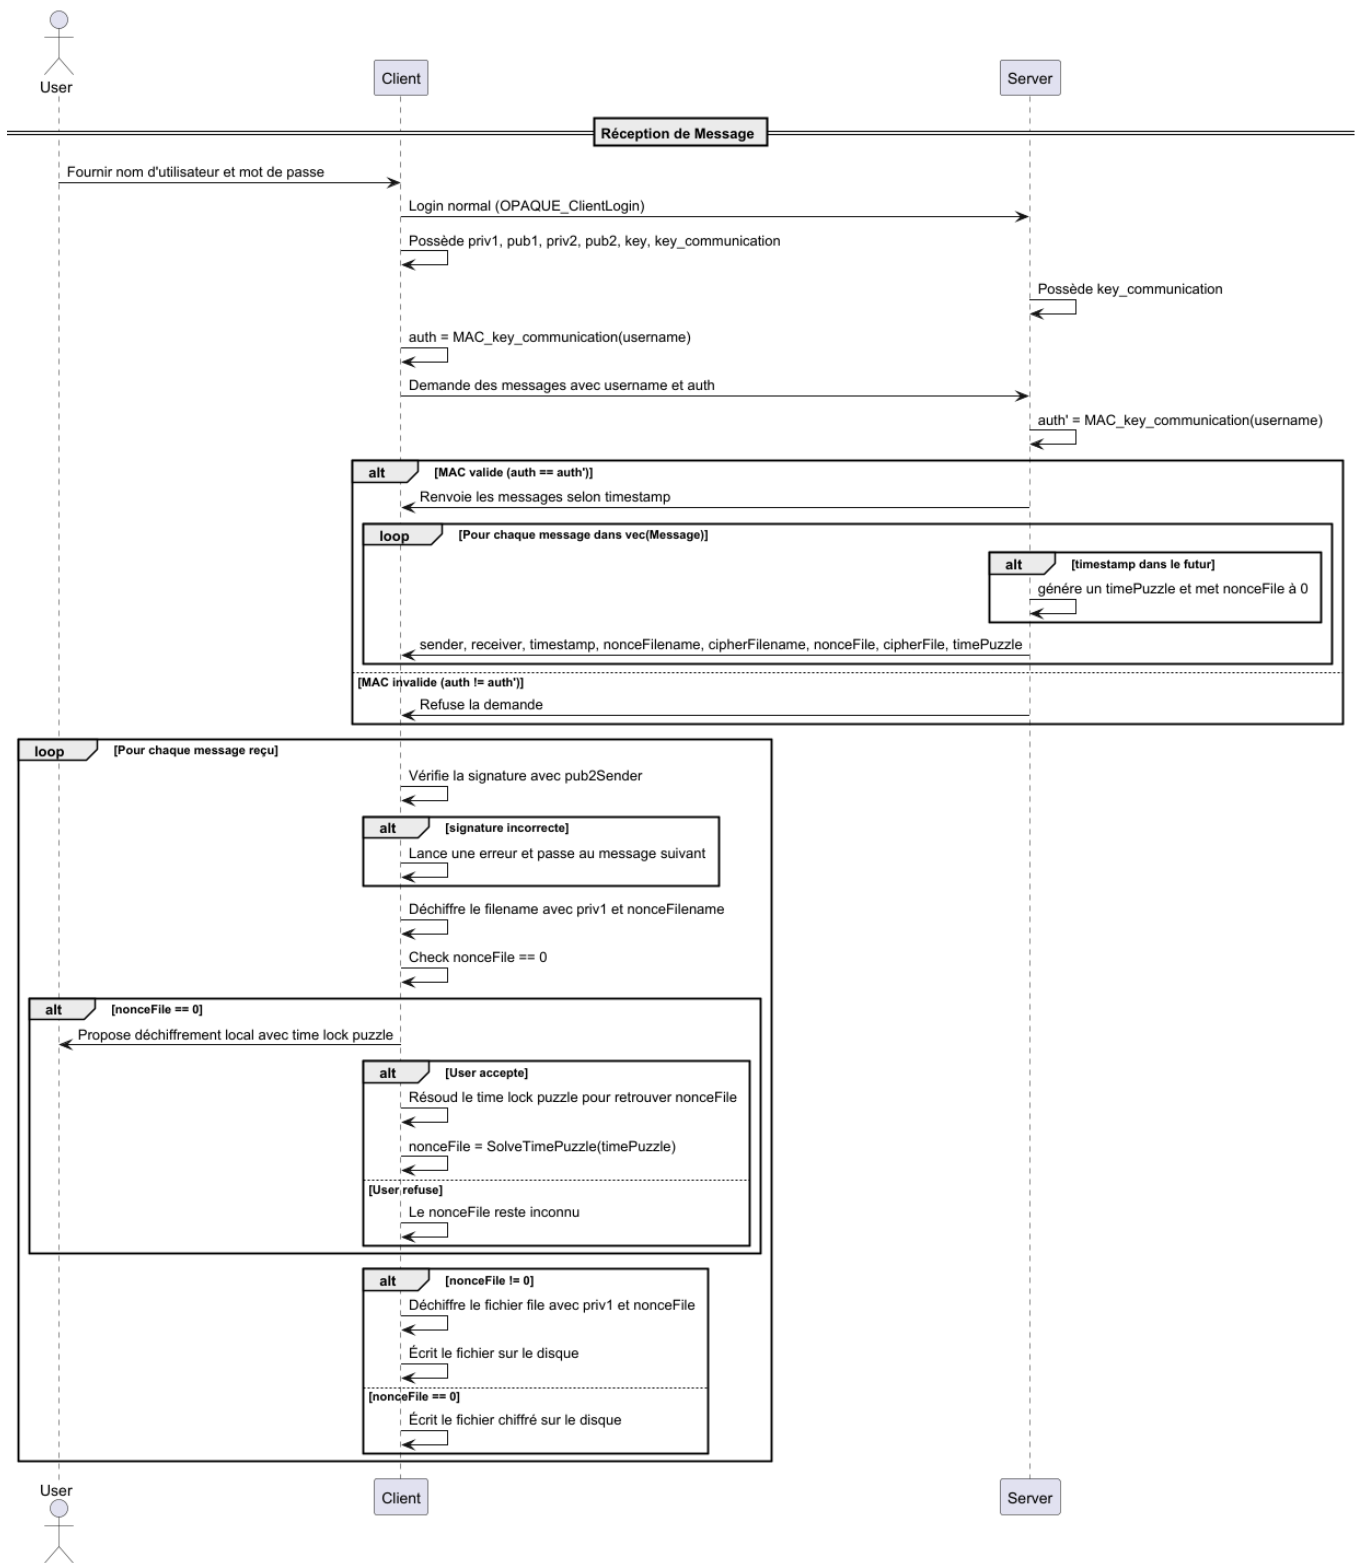 User
Client
Server
Réception de Message
Fournir nom d'utilisateur et mot de passe
Login normal (OPAQUE_ClientLogin)
Possède priv1, pub1, priv2, pub2, key, key_communication
Possède key_communication
auth = MAC_key_communication(username)
Demande des messages avec username et auth
auth' = MAC_key_communication(username)
alt [MAC valide (auth == auth')]
Renvoie les messages selon timestamp
loop [Pour chaque message dans vec(Message)]
alt [timestamp dans le futur]
génére un timePuzzle et met nonceFile à 0
sender, receiver, timestamp, nonceFilename, cipherFilename, nonceFile, cipherFile, timePuzzle
[MAC invalide (auth != auth')]
Refuse la demande
loop [Pour chaque message reçu]
Vérifie la signature avec pub2Sender
alt [signature incorrecte]
Lance une erreur et passe au message suivant
Déchiffre le filename avec priv1 et nonceFilename
Check nonceFile == 0
alt [nonceFile == 0]
Propose déchiffrement local avec time lock puzzle
alt [User accepte]
Résoud le time lock puzzle pour retrouver nonceFile
nonceFile = SolveTimePuzzle(timePuzzle)
[User refuse]
Le nonceFile reste inconnu
alt [nonceFile != 0]
Déchiffre le fichier file avec priv1 et nonceFile
Écrit le fichier sur le disque
[nonceFile == 0]
Écrit le fichier chiffré sur le disque
User
Client
Server